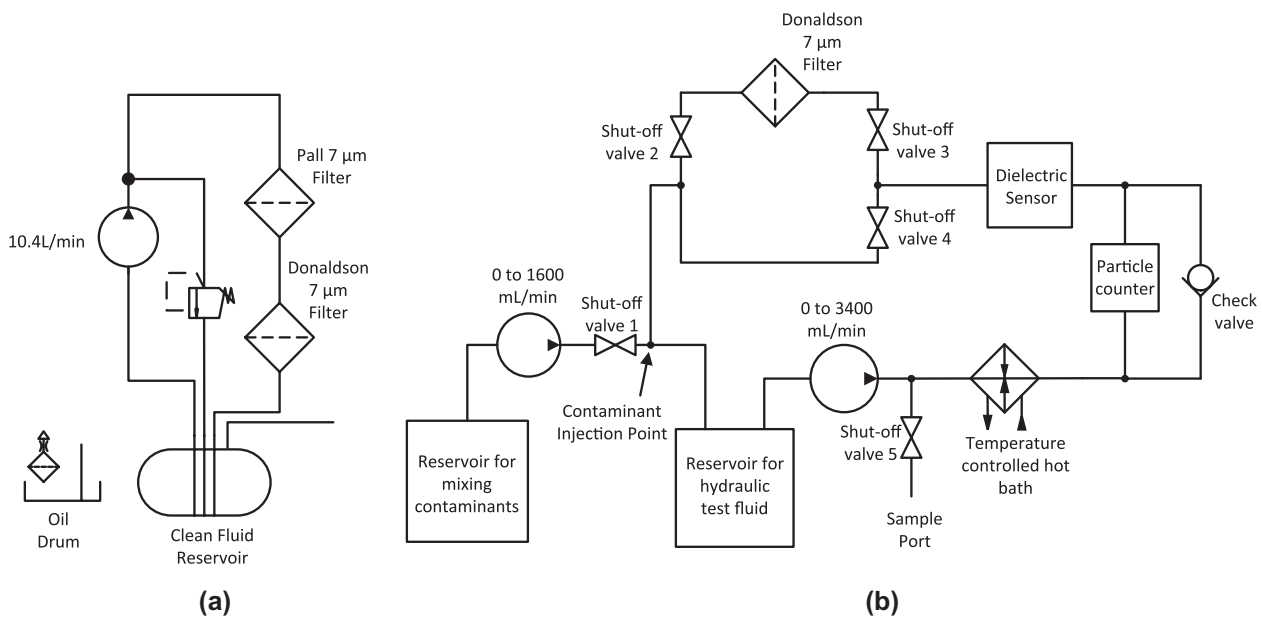 Pall 7 µm
Filter
10.4L/min
Donaldson
7 µm
Filter
Oil
Drum
Clean Fluid
Reservoir
(a)
Donaldson
7 µm
Filter
Shut-off
valve 2
Shut-off
valve 3
Dielectric
Sensor
Shut-off
valve 4
Particle
counter
Check
valve
0 to 1600
mL/min
Shut-off
valve 1
0 to 3400
mL/min
Contaminant
Injection Point
Shut-off
valve 5
Temperature
controlled hot
bath
Reservoir for
mixing
contaminants
Reservoir for
hydraulic
test fluid
Sample
Port
(b)